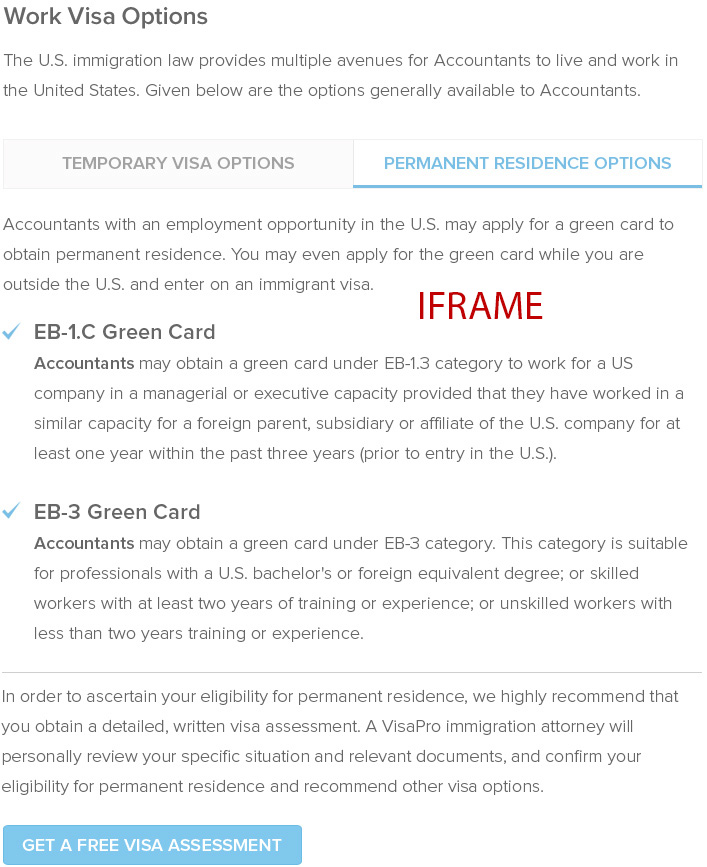 Work Visa Options
The U.S. immigration law provides multiple avenues for Accountants to live and work in
the United States. Given below are the options generally available to Accountants.
TEMPORARY VISA OPTIONS
PERMANENT RESIDENCE OPTIONS
Accountants with an employment opportunity in the U.S. may apply for a green card to
obtain permanent residence. You may even apply for the green card while you are
outside the U.S. and enter on an immigrant visa.
IFRAME
EB-1.C Green Card
Accountants may obtain a green card under EB-1.3 category to work for a US
company in a managerial or executive capacity provided that they have worked in a
similar capacity for a foreign parent, subsidiary or affiliate of the U.S. company for at
least one year within the past three years (prior to entry in the U.S.).
EB-3 Green Card
Accountants may obtain a green card under EB-3 category. This category is suitable
for professionals with a U.S. bachelor's or foreign equivalent degree; or skilled
workers with at least two years of training or experience; or unskilled workers with
less than two years training or experience.
In order to ascertain your eligibility for permanent residence, we highly recommend that
you obtain a detailed, written visa assessment. A VisaPro immigration attorney will
personally review your specific situation and relevant documents, and confirm your
eligibility for permanent residence and recommend other visa options.
GET A FREE VISA ASSESSMENT